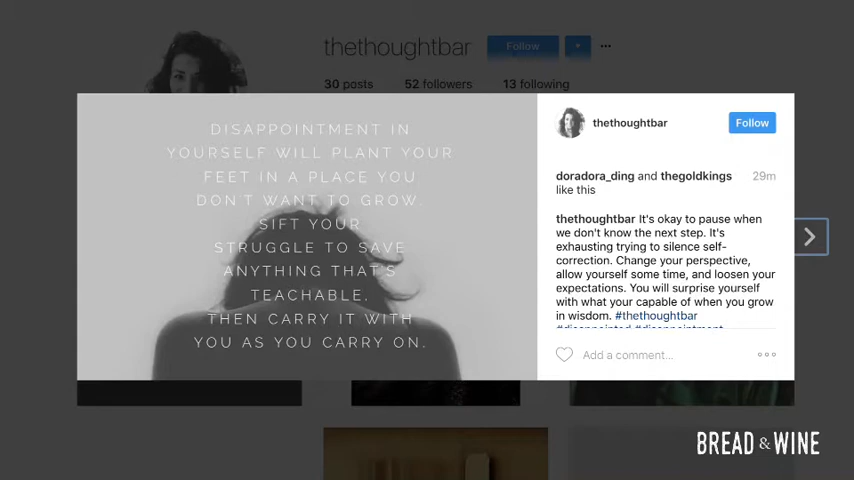 thethoughtbar
Follow
30 posts 52 followers 13 following
DISAPPOINTMENT IN
YOURSELF WILL PLANT YOUR
FEET IN A PLACE YOU
DON'T WANT TO GROW.
SIFT YOUR
STRUGGLE TO SAVE
ANYTHING THAT'S
TEACHABLE,
THEN CARRY IT WITH
YOU AS YOU CARRY ON.
thethoughtbar
Follow
doradora_ding and thegoldkings 29m
like this
thethoughtbar It's okay to pause when
we don't know the next step. It's
exhausting trying to silence self-
correction. Change your perspective,
allow yourself some time, and loosen your
expectations. You will surprise yourself
with what your capable of when you grow
in wisdom. #thethoughtbar
#disappointed #disappointment
Add a comment...
BREAD & WINE